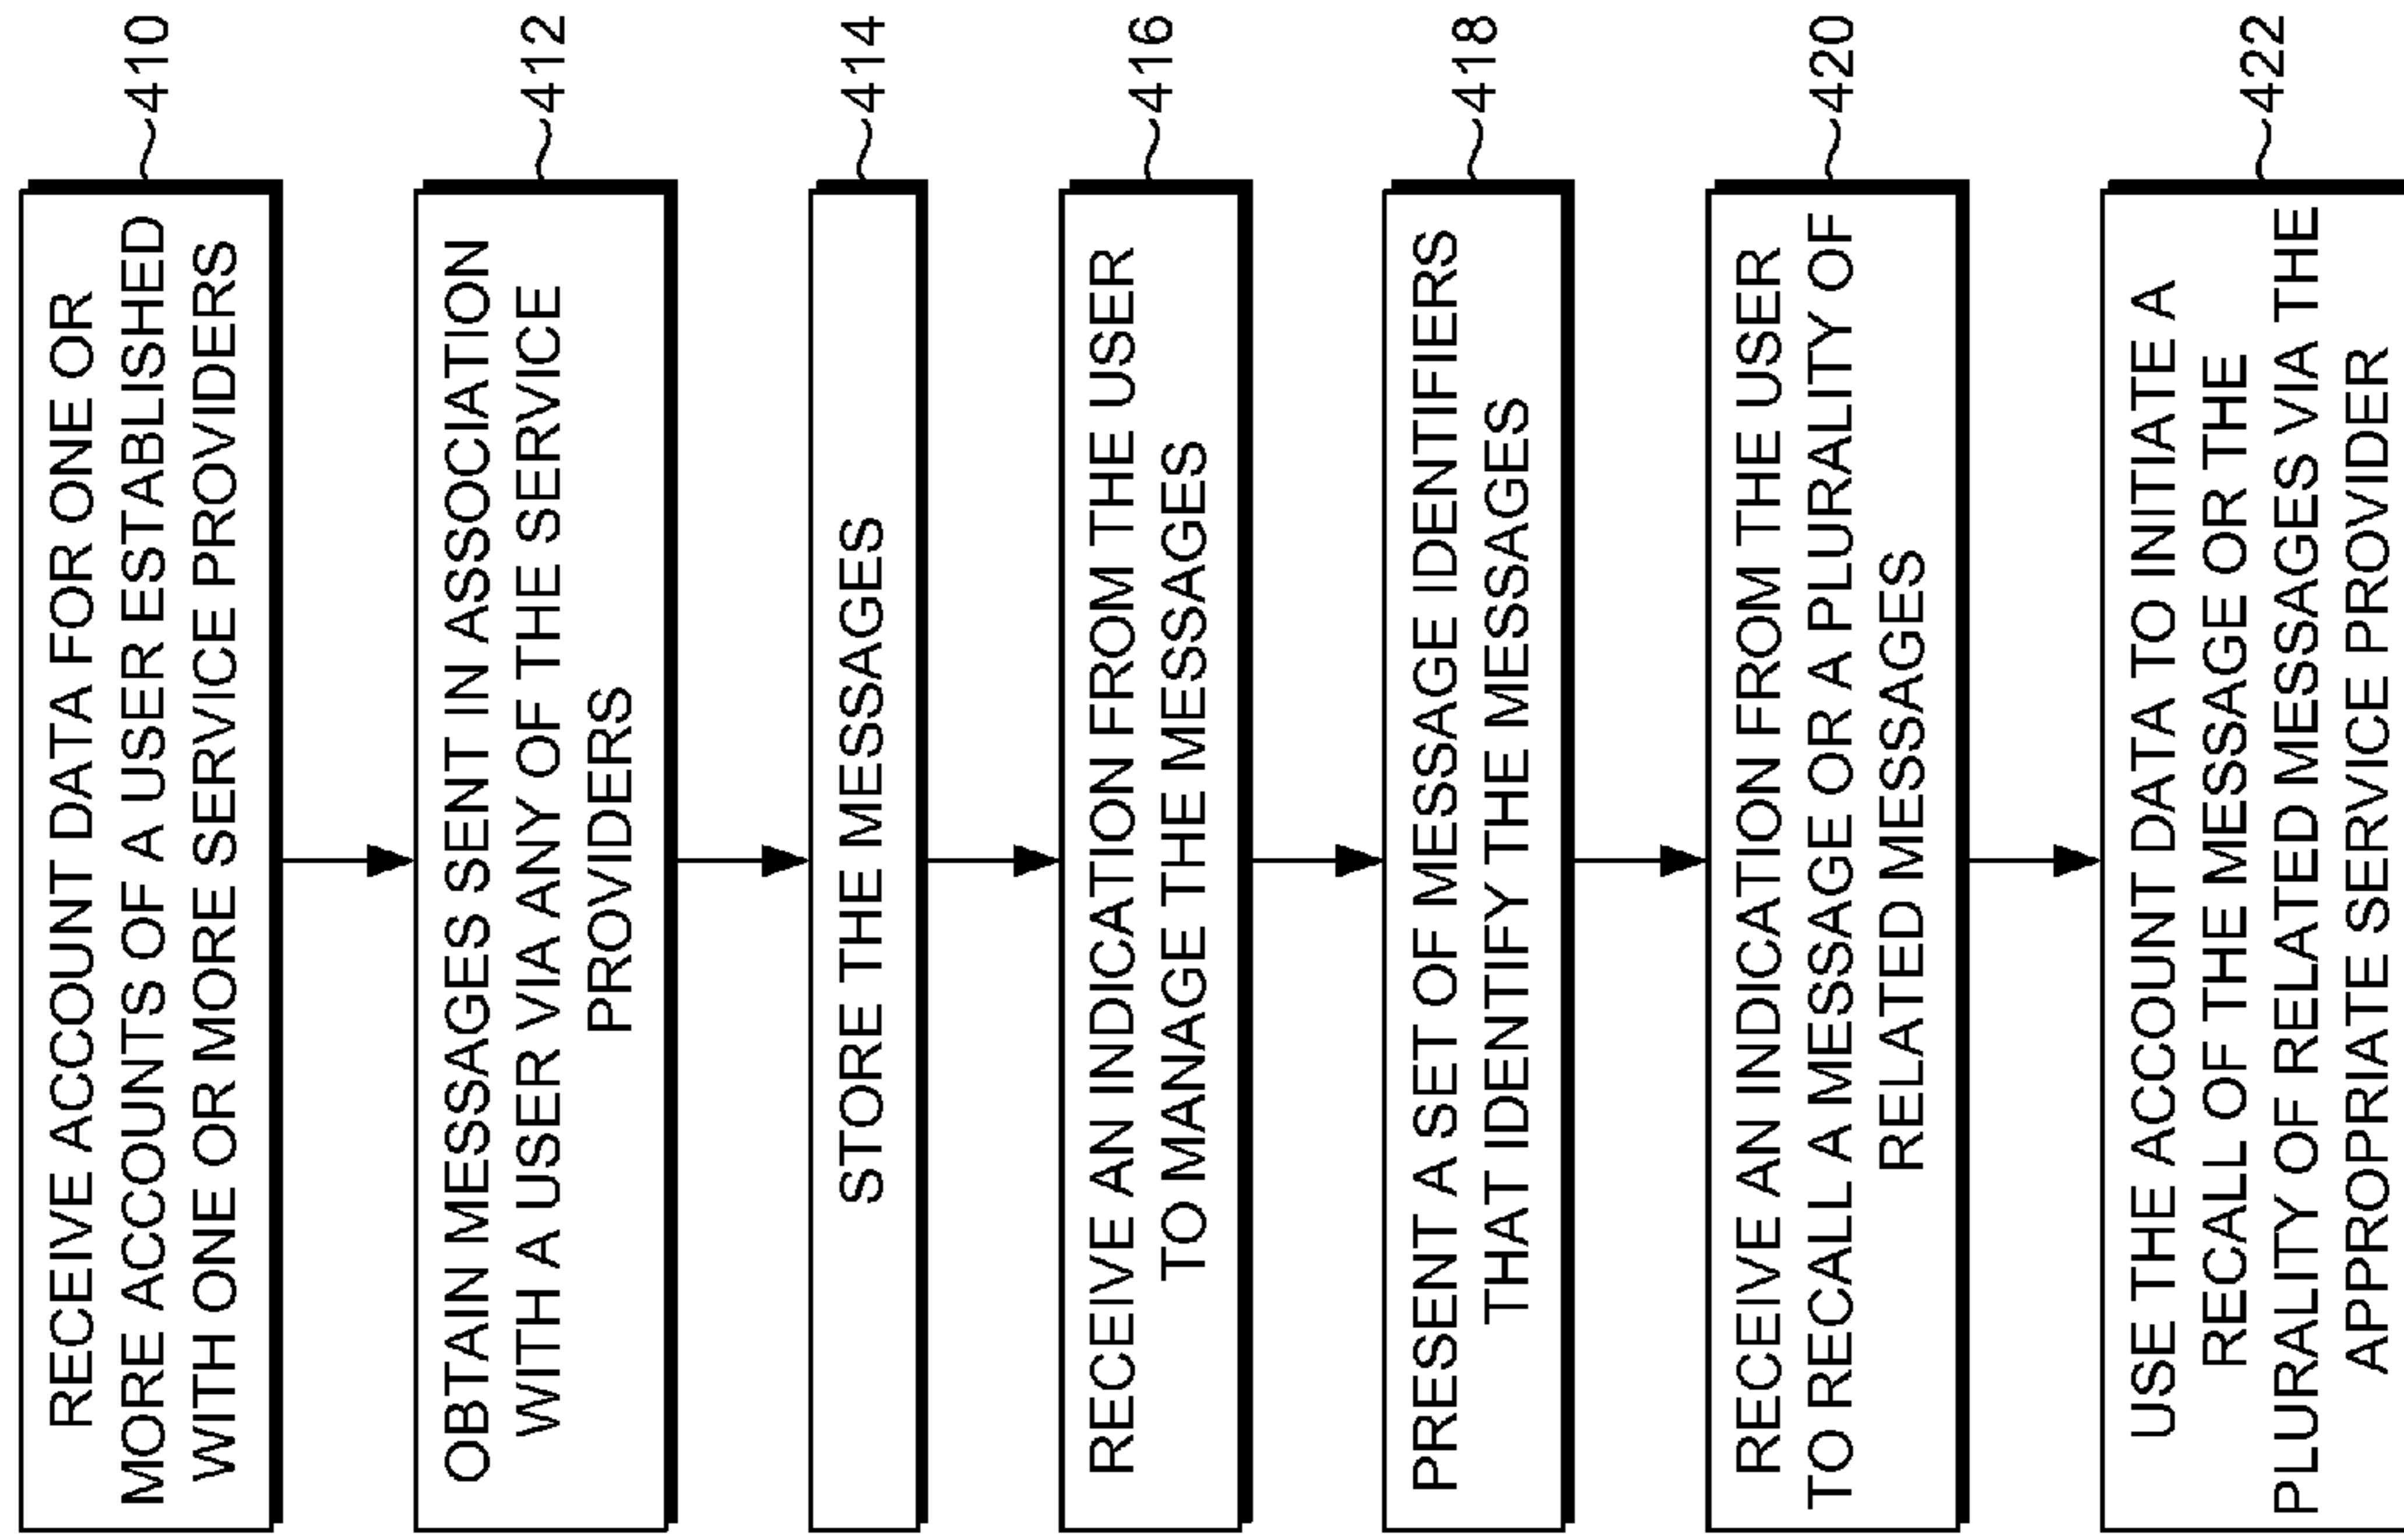 RECEIVE ACCOUNT DATA FOR ONE OR
MORE ACCOUNTS OF A USER ESTABLISHED
WITH ONE OR MORE SERVICE PROVIDERS
410
OBTAIN MESSAGES SENT IN ASSOCIATION
WITH A USER VIA ANY OF THE SERVICE
PROVIDERS
412
STORE THE MESSAGES
414
RECEIVE AN INDICATION FROM THE USER
TO MANAGE THE MESSAGES
416
PRESENT A SET OF MESSAGE IDENTIFIERS
THAT IDENTIFY THE MESSAGES
418
RECEIVE AN INDICATION FROM THE USER
TO RECALL A MESSAGE OR A PLURALITY OF
RELATED MESSAGES
420
USE THE ACCOUNT DATA TO INITIATE A
RECALL OF THE MESSAGE OR THE
PLURALITY OF RELATED MESSAGES VIA THE
APPROPRIATE SERVICE PROVIDER
422